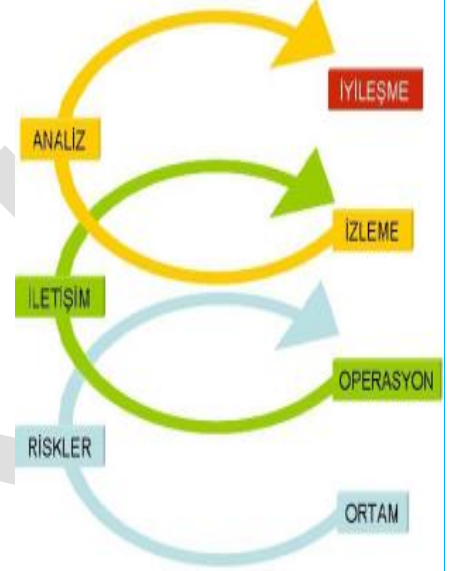 İYİLEŞME
ANALİZ
İZLEME
İLETİŞİM
OPERASYON
RİSKLER
ORTAM